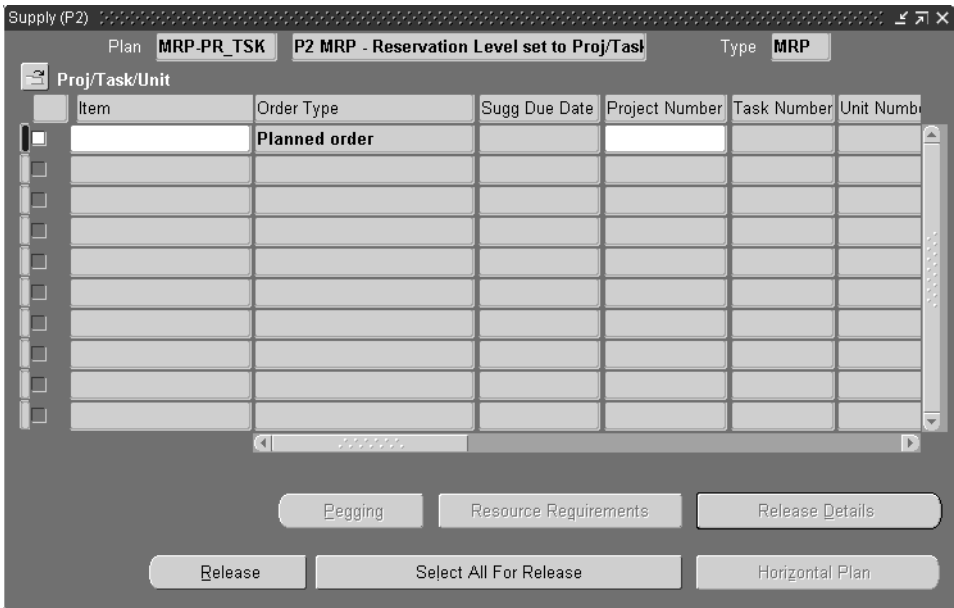 Supply (P2)
Plan MRP-PR_TSK P2 MRP - Reservation Level set to Proj/Task Type MRP
Proj/Task/Unit
Item Order Type Sugg Due Date Project Number Task Number Unit Numb
Planned order
Pegging Resource Requirements Release Details
Release Select All For Release Horizontal Plan